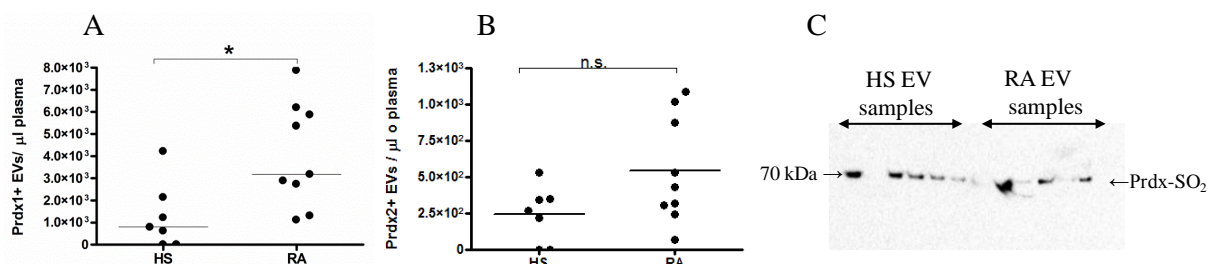 A
Prdx1+ EVs/ µl plasma
8.0×10³
7.0×10³
6.0×10³
5.0×10³
4.0×10³
3.0×10³
2.0×10³
1.0×10³
0
*
HS
RA
B
Prdx2+ EVs / µl o plasma
1.3×10³
1.0×10³
7.5×10²
5.0×10²
2.5×10²
0
n.s.
HS
RA
C
HS EV
samples
RA EV
samples
70 kDa →
←Prdx-SO₂